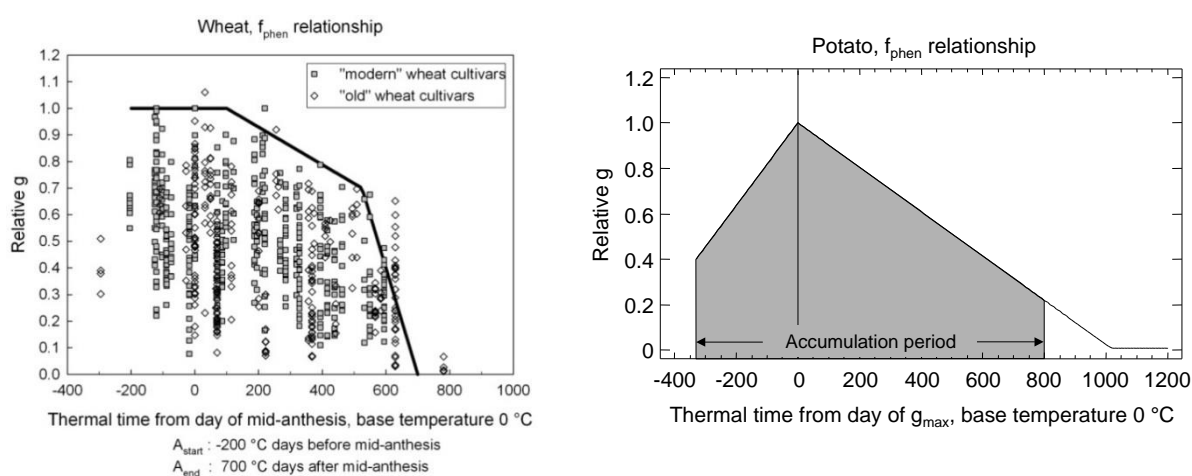 Wheat, fphen relationship
1.2
1.1
1.0
0.9
0.8
0.7
0.6
0.5
0.4
0.3
0.2
0.1
0.0
Relative g
"modern" wheat cultivars
"old" wheat cultivars
-400 -200 0 200 400 600 800 1000
Thermal time from day of mid-anthesis, base temperature 0 °C
Astart : -200 °C days before mid-anthesis
Aend : 700 °C days after mid-anthesis
Potato, fphen relationship
1.2
1.0
0.8
0.6
0.4
0.2
0
Relative g
Accumulation period
-400 -200 0 200 400 600 800 1000 1200
Thermal time from day of gmax, base temperature 0 °C